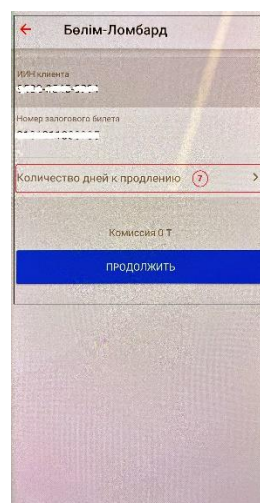 Бөлім-Ломбард
ИИН клиента
Номер залогового билета
Количество дней к продлению 7 >
Комиссия 0 ₸
ПРОДОЛЖИТЬ